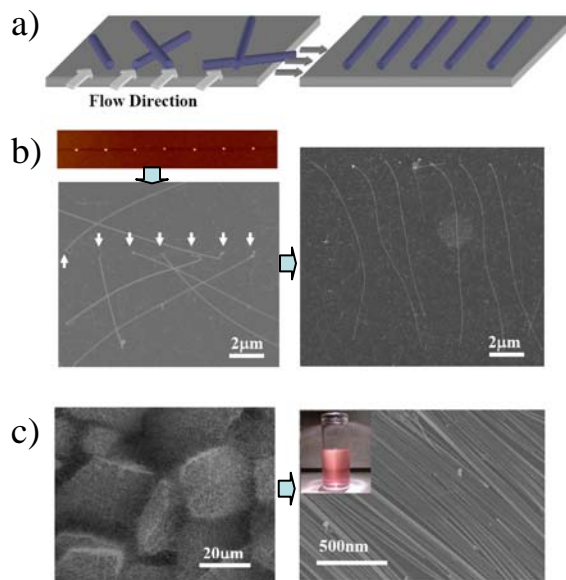 a)
Flow Direction
b)
2μm
2μm
c)
20μm
500nm